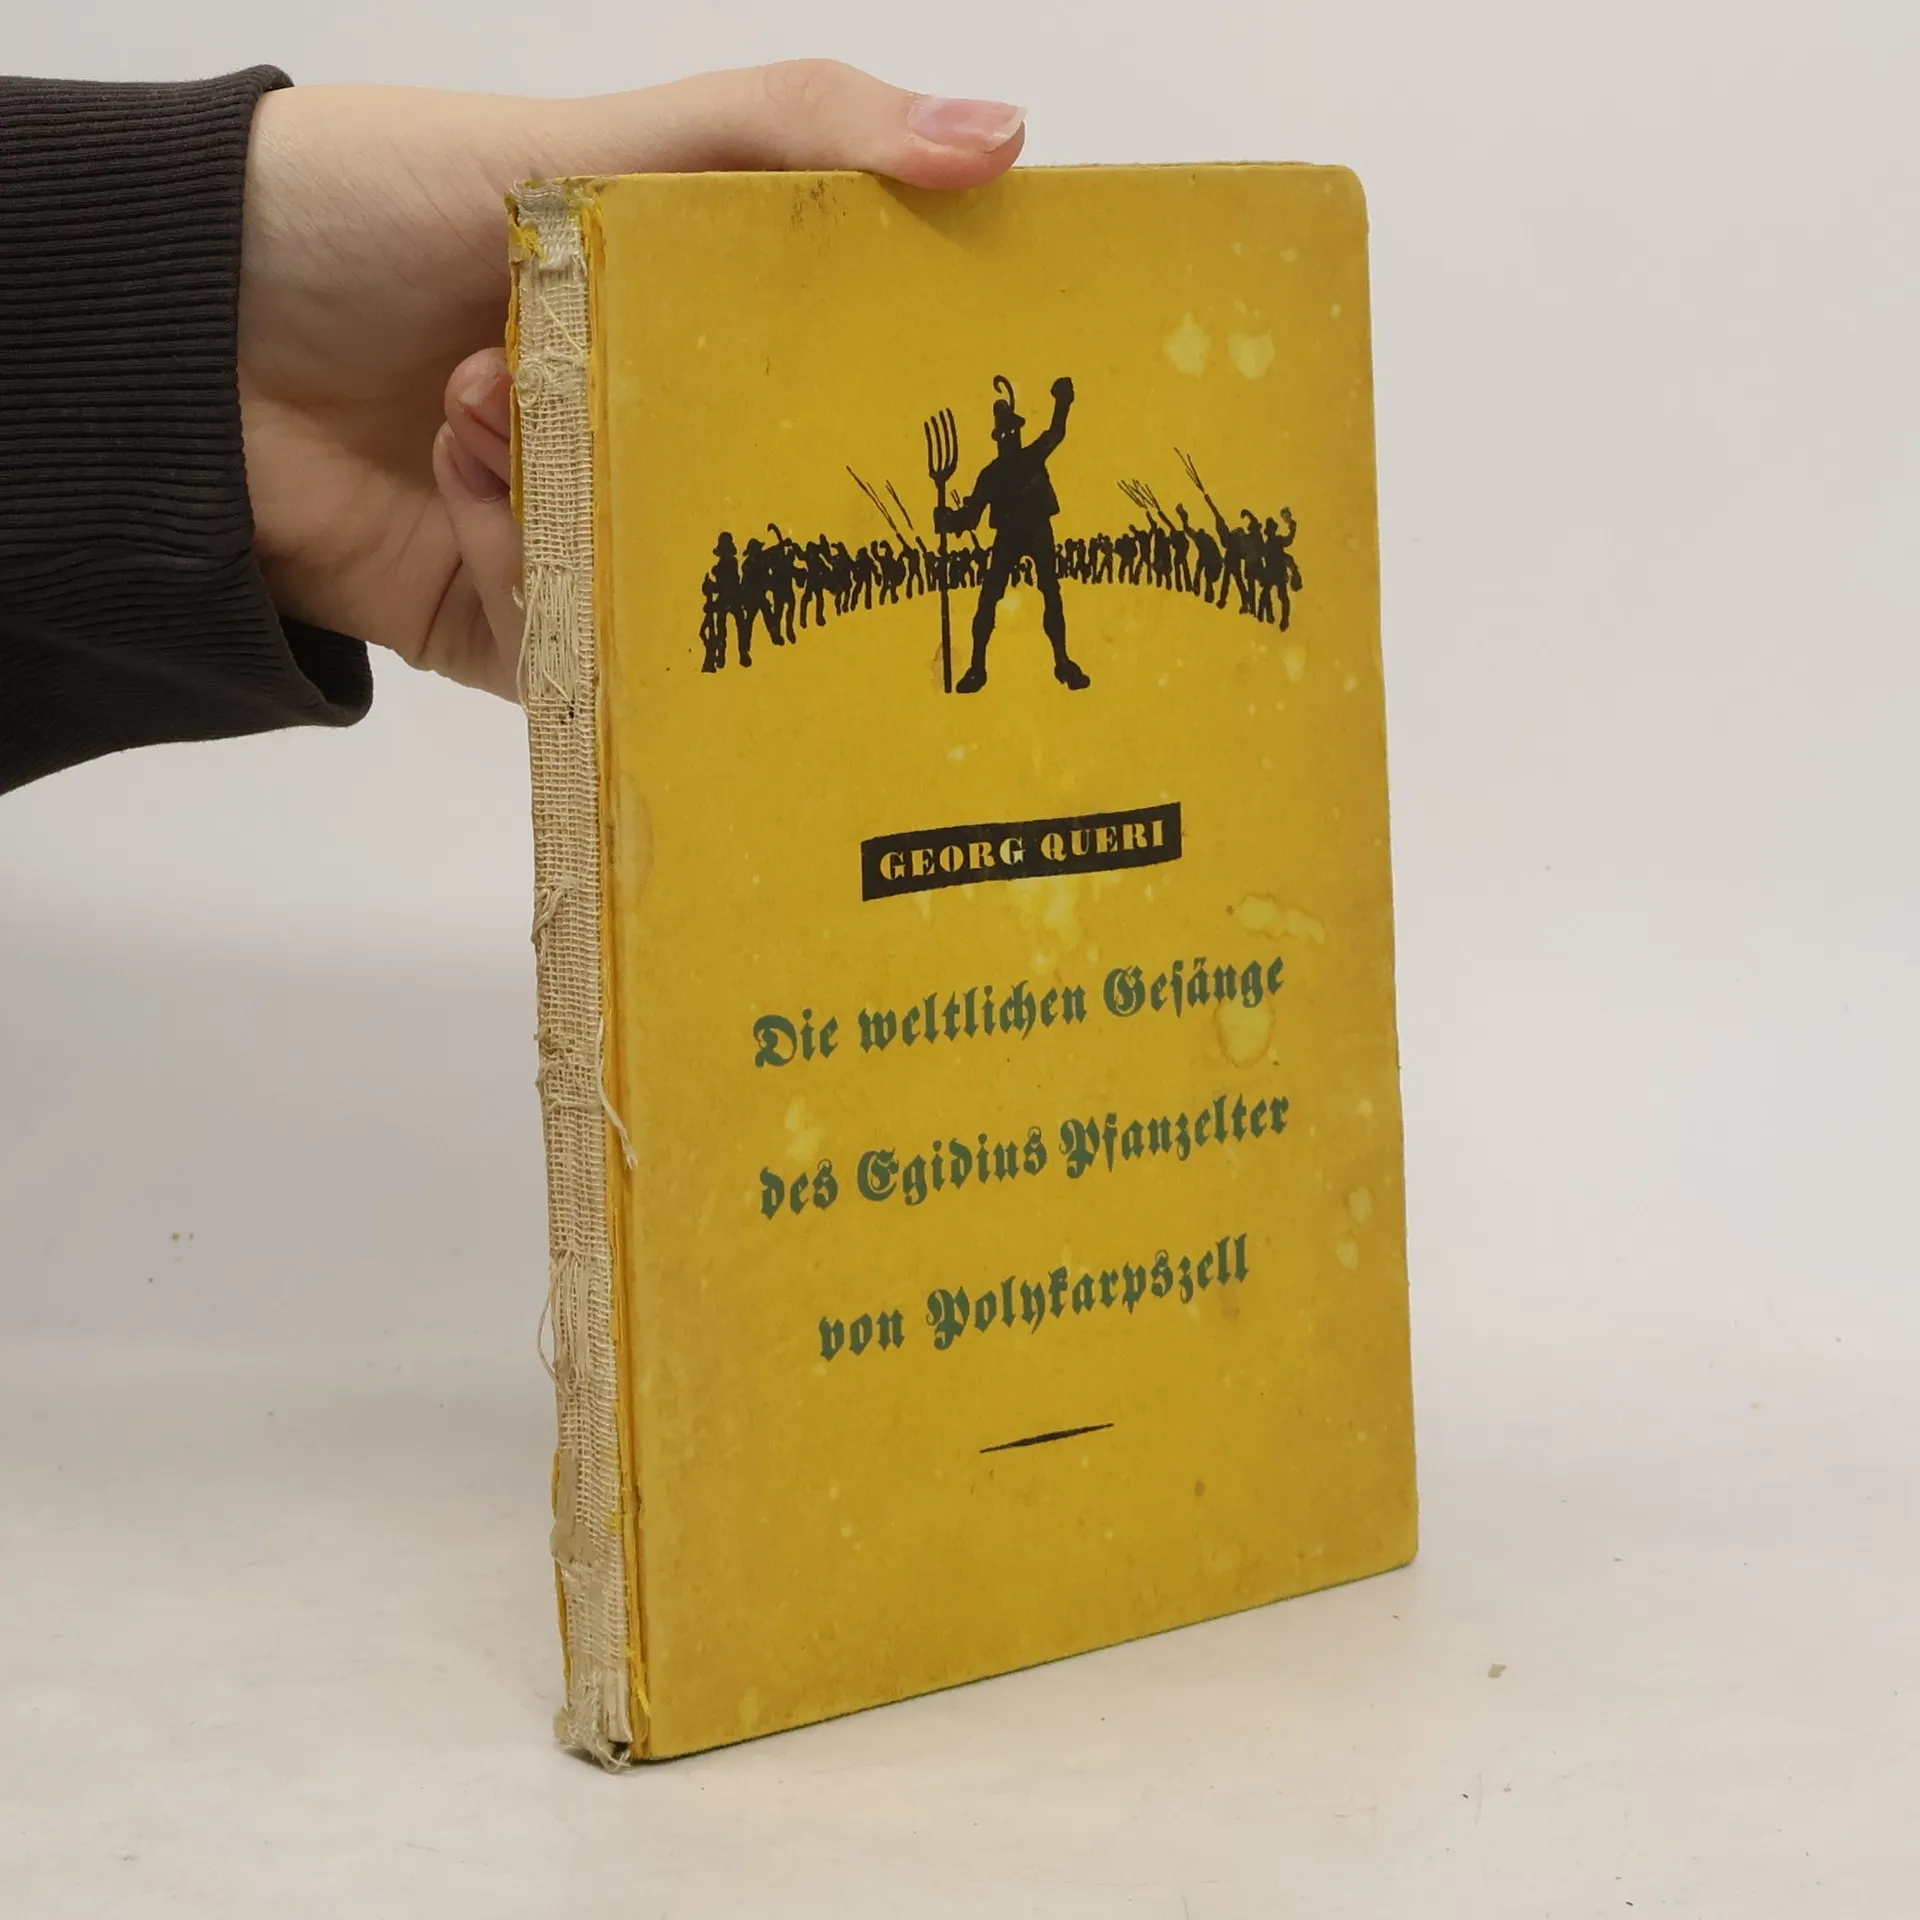 GEORG QUERI
Die weltlichen Gesänge
des Egidius Pfanzelter
von Polykarpszell